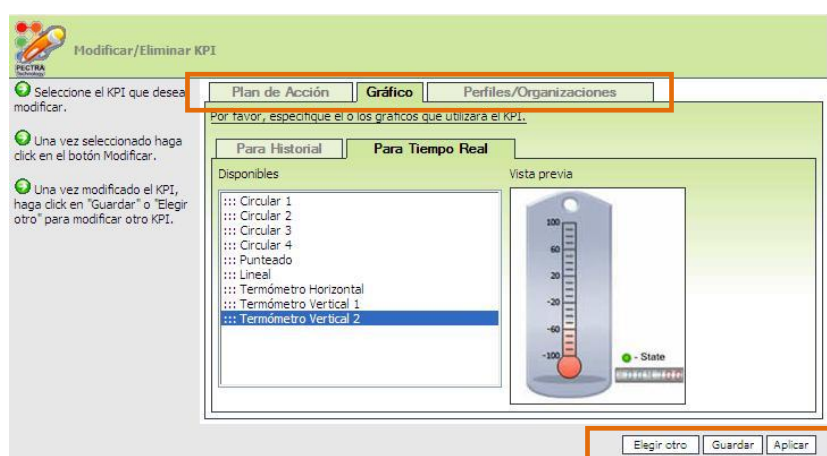 PECTRA
Technology
Modificar/Eliminar KPI
Seleccione el KPI que desea
modificar.
Una vez seleccionado haga
click en el botón Modificar.
Una vez modificado el KPI,
haga click en "Guardar" o "Elegir
otro" para modificar otro KPI.
Plan de Acción Gráfico Perfiles/Organizaciones
Por favor, especifique el o los gráficos que utilizará el KPI.
Para Historial Para Tiempo Real
Disponibles Vista previa
::: Circular 1
::: Circular 2
::: Circular 3
::: Circular 4
::: Punteado
::: Lineal
::: Termómetro Horizontal
::: Termómetro Vertical 1
::: Termómetro Vertical 2
100
60
20
-20
-60
-100
- State
Elegir otro Guardar Aplicar